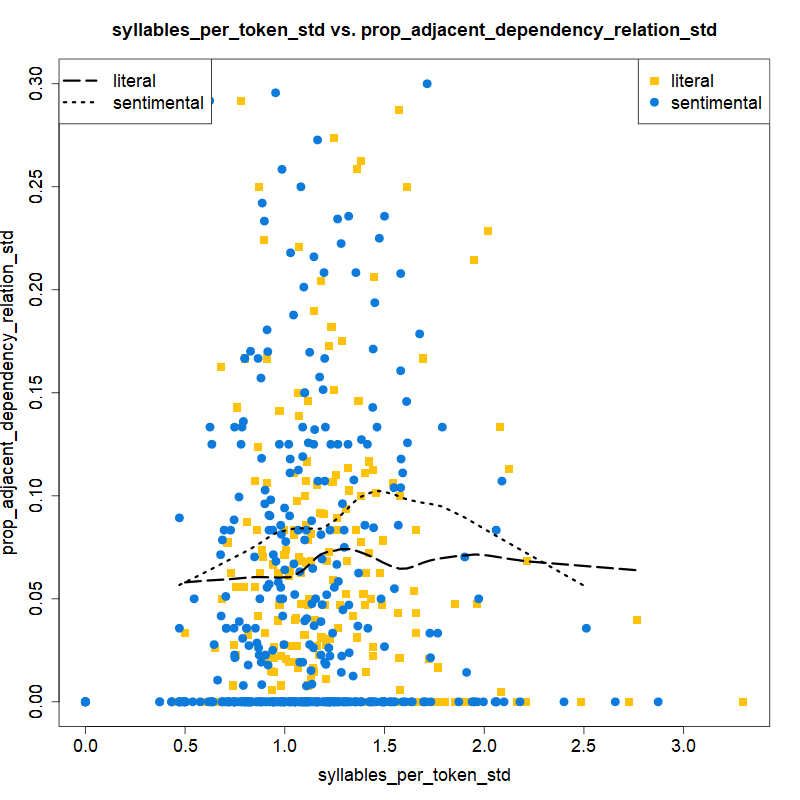 syllables_per_token_std vs. prop_adjacent_dependency_relation_std
literal
sentimental
literal
sentimental
prop_adjacent_dependency_relation_std
0.30
0.25
0.20
0.15
0.10
0.05
0.00
0.0 0.5 1.0 1.5 2.0 2.5 3.0
syllables_per_token_std